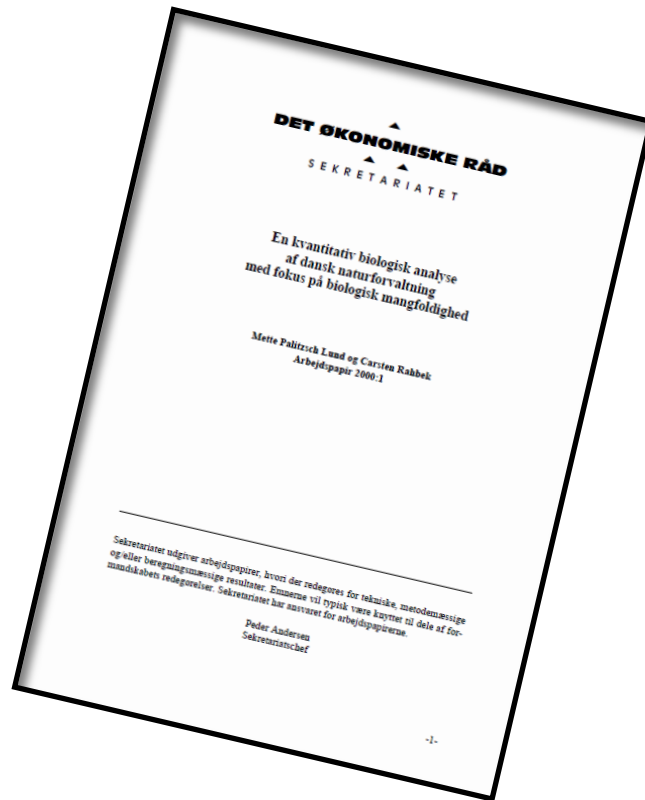 DET ØKONOMISKE RÅD
SEKRETARIATET
En kvantitativ biologisk analyse
af dansk naturforvaltning
med fokus på biologisk mangfoldighed
Mette Palitzsch Lund og Carsten Rahbek
Arbejdspapir 2000:1
Sekretariatet udgiver arbejdspapirer, hvori der redegøres for tekniske, metodemæssige
og/eller beregningsmæssige resultater. Emnerne vil typisk være knyttet til dele af for-
mandskabets redegørelser. Sekretariatet har ansvaret for arbejdspapirerne.
Peder Andersen
Sekretariatschef
-1-